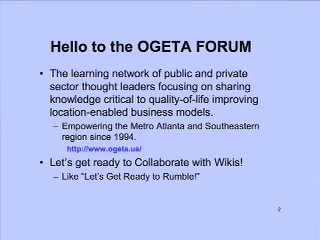 Hello to the OGETA FORUM
• The learning network of public and private
sector thought leaders focusing on sharing
knowledge critical to quality-of-life improving
location-enabled business models.
– Empowering the Metro Atlanta and Southeastern
region since 1994.
http://www.ogeta.us/
• Let's get ready to Collaborate with Wikis!
– Like "Let's Get Ready to Rumble!"
2